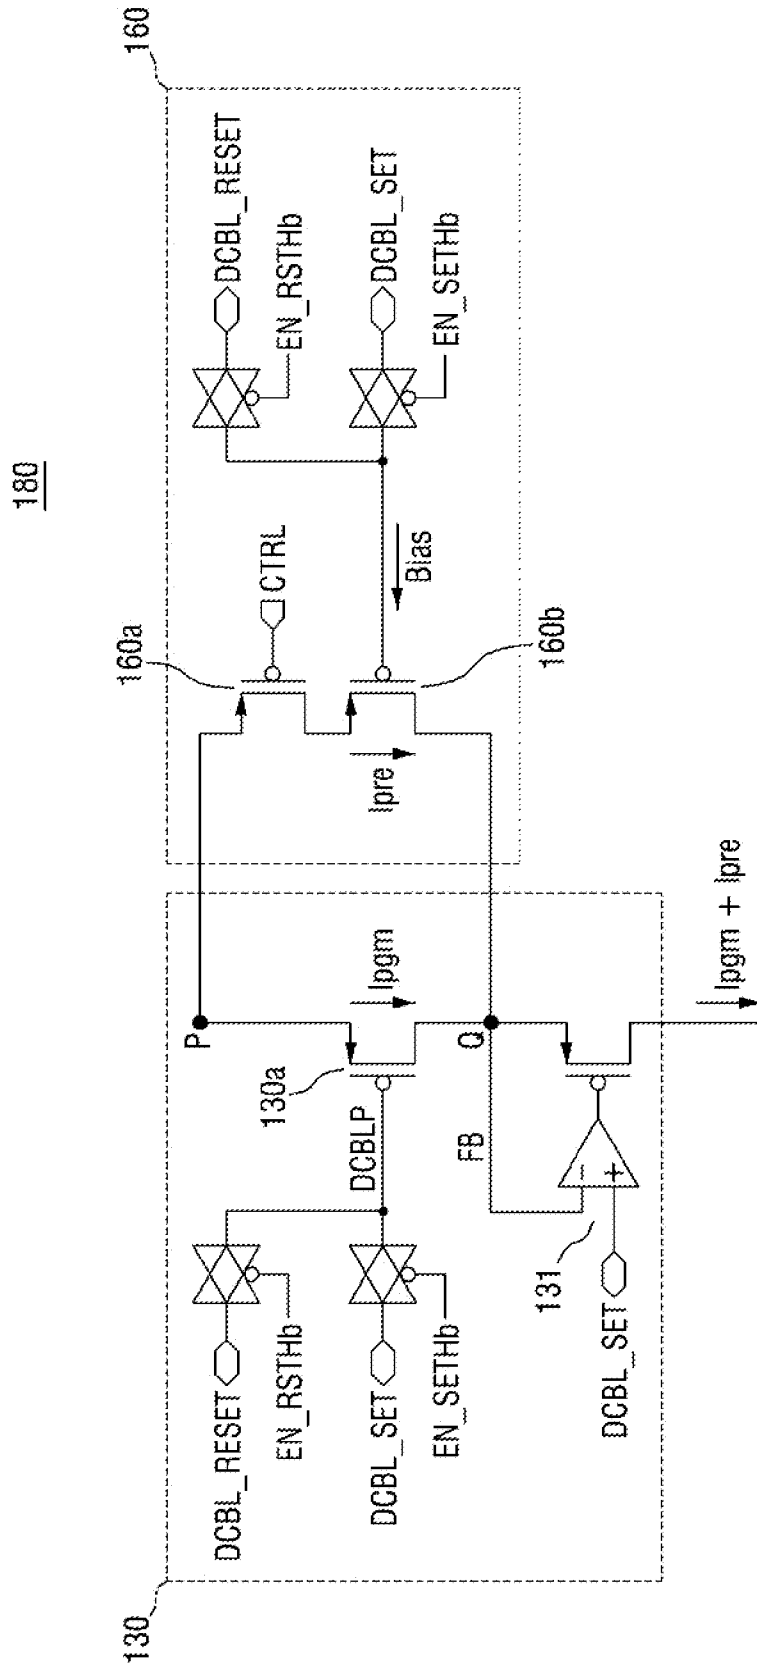 180
130
160
DCBL_RESET
EN_RSTHb
DCBL_SET
EN_SETHb
DCBLP
130a
P
Ipgm
FB
Q
131
DCBL_SET
−
+
Ipgm + Ipre
160a
CTRL
DCBL_RESET
EN_RSTHb
DCBL_SET
EN_SETHb
Bias
Ipre
160b